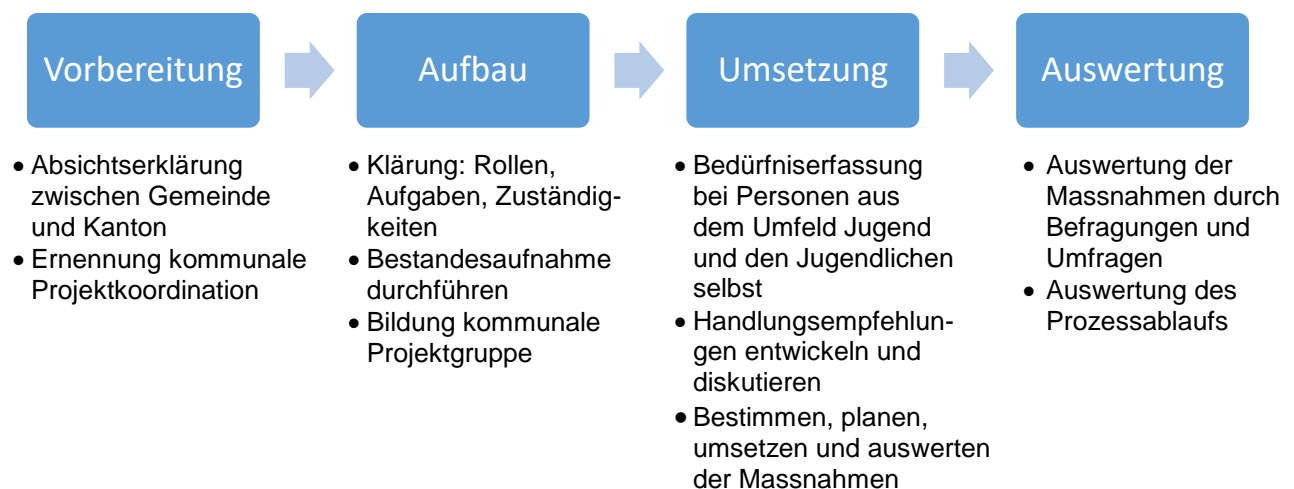 Vorbereitung
Aufbau
Umsetzung
Auswertung
• Absichtserklärung
zwischen Gemeinde
und Kanton
• Ernennung kommunale
Projektkoordination
• Klärung: Rollen,
Aufgaben, Zuständig-
keiten
• Bestandesaufnahme
durchführen
• Bildung kommunale
Projektgruppe
• Bedürfniserfassung
bei Personen aus
dem Umfeld Jugend
und den Jugendlichen
selbst
• Handlungsempfehlun-
gen entwickeln und
diskutieren
• Bestimmen, planen,
umsetzen und auswerten
der Massnahmen
• Auswertung der
Massnahmen durch
Befragungen und
Umfragen
• Auswertung des
Prozessablaufs